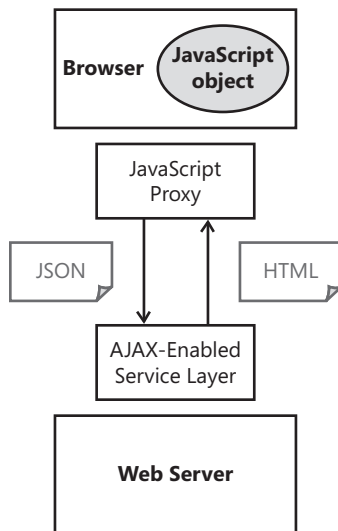 Browser
JavaScript
object
JavaScript
Proxy
JSON
HTML
AJAX-Enabled
Service Layer
Web Server